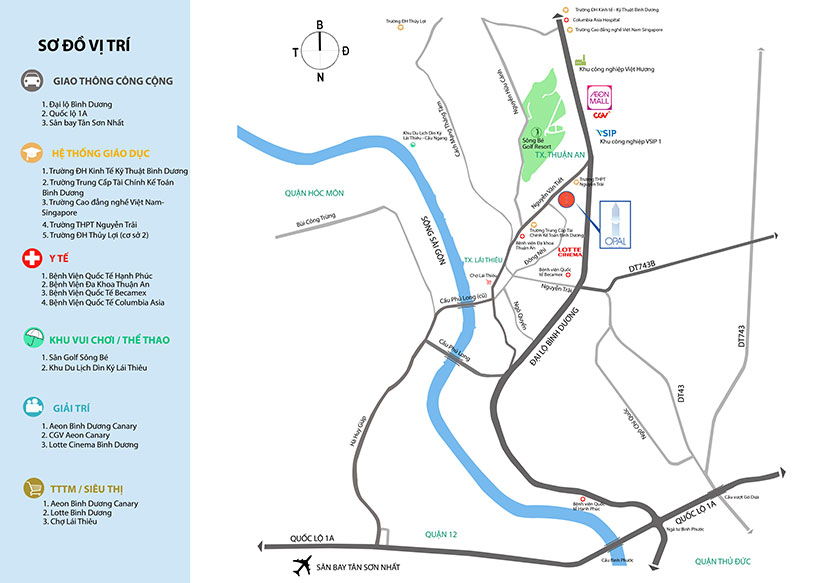 SƠ ĐỒ VỊ TRÍ
GIAO THÔNG CÔNG CỘNG
1. Đại lộ Bình Dương
2. Quốc lộ 1A
3. Sân bay Tân Sơn Nhất
HỆ THỐNG GIÁO DỤC
1. Trường ĐH Kinh Tế Kỹ Thuật Bình Dương
2. Trường Trung Cấp Tài Chính Kế Toán
Bình Dương
3. Trường Cao đẳng nghề Việt Nam-
Singapore
4. Trường THPT Nguyễn Trãi
5. Trường ĐH Thủy Lợi (cơ sở 2)
Y TẾ
1. Bệnh Viện Quốc Tế Hạnh Phúc
2. Bệnh Viện Đa Khoa Thuận An
3. Bệnh Viện Quốc Tế Becamex
4. Bệnh Viện Quốc Tế Columbia Asia
KHU VUI CHƠI / THỂ THAO
1. Sân Golf Sông Bé
2. Khu Du Lịch Dìn Ký Lái Thiêu
GIẢI TRÍ
1. Aeon Bình Dương Canary
2. CGV Aeon Canary
3. Lotte Cinema Bình Dương
TTTM / SIÊU THỊ
1. Aeon Bình Dương Canary
2. Lotte Bình Dương
3. Chợ Lái Thiêu
B
T
Đ
N
Trường ĐH Thủy Lợi
Trường ĐH Kinh Tế - Kỹ Thuật Bình Dương
Columbia Asia Hospital
Trường Cao đẳng nghề Việt Nam Singapore
Khu công nghiệp Việt Hương
AEON
MALL
CGV
VSIP
Khu công nghiệp VSIP 1
Nguyễn Hữu Cảnh
Cách Mạng Tháng Tám
Sông Bé
Golf Resort
TX. THUẬN AN
Khu Du Lịch Dìn Ký
Lái Thiêu - Cầu Ngang
QUẬN HÓC MÔN
Bùi Công Trừng
SÔNG SÀI GÒN
Trường THPT
Nguyễn Trãi
Nguyễn Văn Tiết
OPAL
Trường Trung Cấp Tài
Chính Kế Toán Bình Dương
Bệnh viện Đa khoa
Thuận An
LOTTE
CINEMA
Đông Nhì
TX. LÁI THIÊU
Chợ Lái Thiêu
Bệnh viện Quốc
tế Becamex
Nguyễn Trãi
DT743B
Cầu Phú Long (cũ)
Ngô Quyền
ĐẠI LỘ BÌNH DƯƠNG
Cầu Phú Long
DT743
DT43
Hà Huy Giáp
Ngô Chí Quốc
Bệnh viện Quốc
tế Hạnh Phúc
Cầu vượt Gò Dưa
QUỐC LỘ 1A
Ngã tư Bình Phước
QUẬN 12
QUỐC LỘ 1A
Cầu Bình Phước
QUẬN THỦ ĐỨC
SÂN BAY TÂN SƠN NHẤT